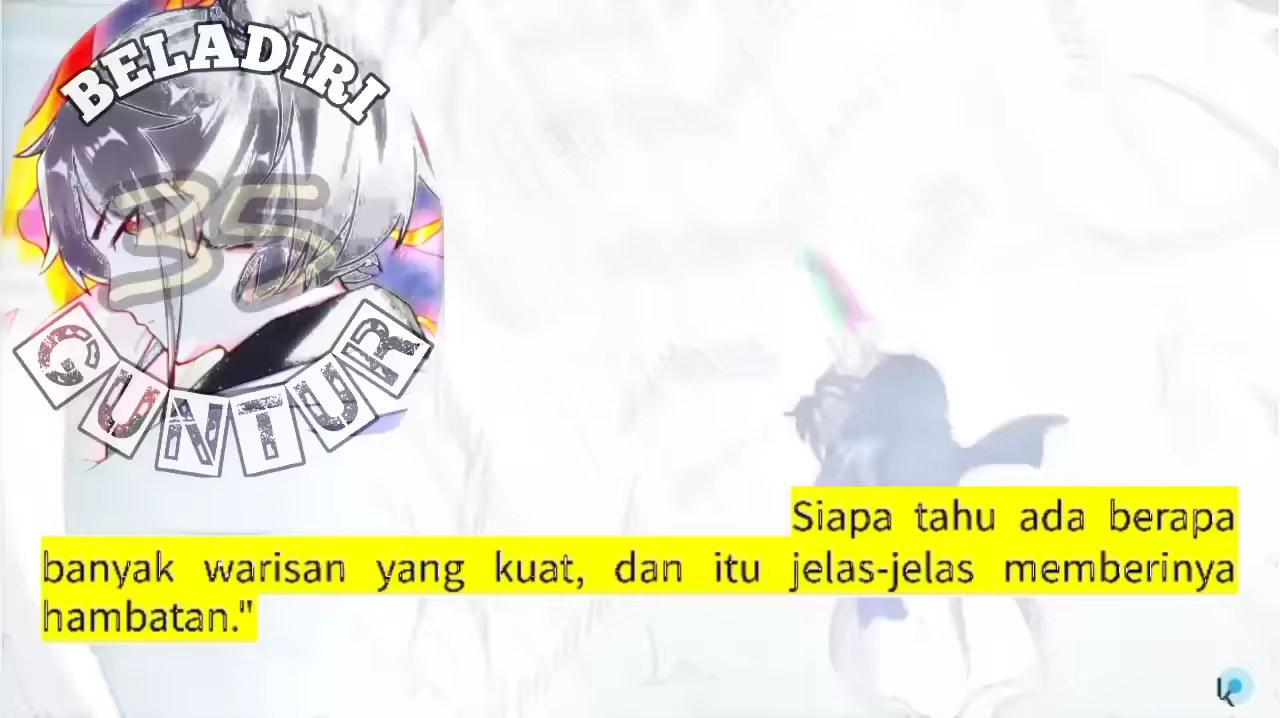 BELADIRI
35
GUNTUR
Siapa tahu ada berapa
banyak warisan yang kuat, dan itu jelas-jelas memberinya
hambatan."